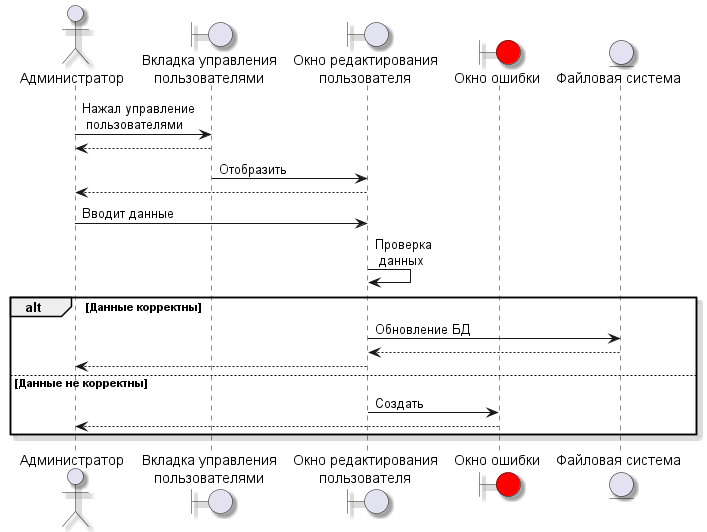 Администратор
Вкладка управления
пользователями
Окно редактирования
пользователя
Окно ошибки
Файловая система
Нажал управление
пользователями
Отобразить
Вводит данные
Проверка
данных
alt
[Данные корректны]
Обновление БД
[Данные не корректны]
Создать
Администратор
Вкладка управления
пользователями
Окно редактирования
пользователя
Окно ошибки
Файловая система